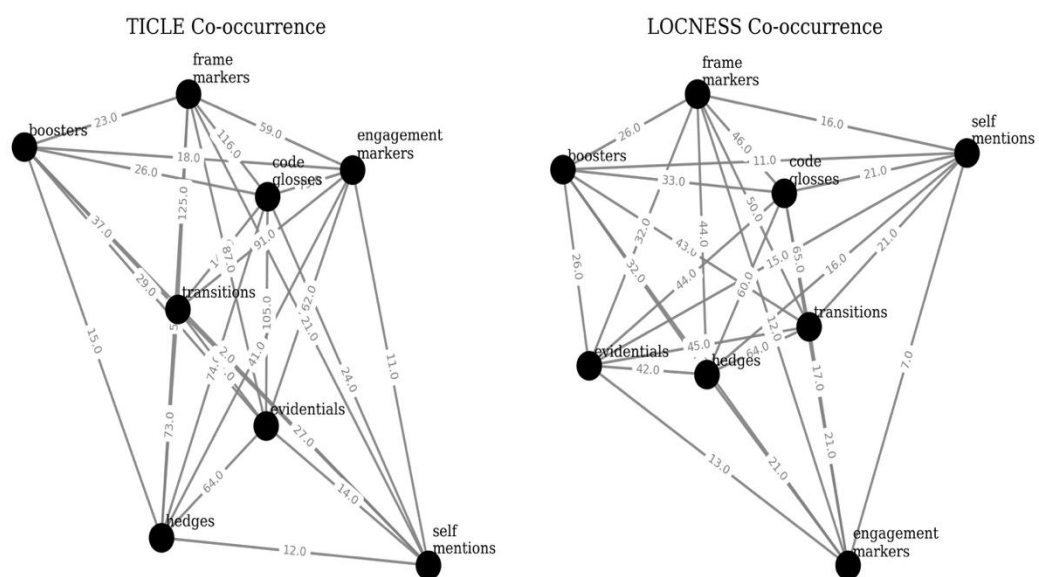 TICLE Co-occurrence
frame
markers
boosters
engagement
markers
code
glosses
transitions
evidentials
hedges
self
mentions
23.0
59.0
116.0
18.0
26.0
125.0
37.0
91.0
87.0
29.0
105.0
62.0
21.0
15.0
41.0
24.0
11.0
73.0
27.0
64.0
14.0
12.0
LOCNESS Co-occurrence
frame
markers
self
mentions
boosters
code
glosses
transitions
evidentials
hedges
engagement
markers
26.0
16.0
46.0
11.0
33.0
21.0
32.0
50.0
44.0
43.0
21.0
26.0
32.0
44.0
60.0
65.0
15.0
16.0
12.0
45.0
64.0
42.0
17.0
7.0
21.0
21.0
13.0